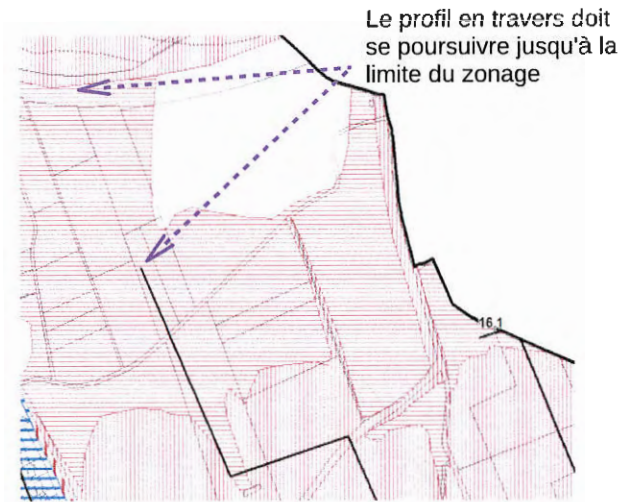 Le profil en travers doit
se poursuivre jusqu'à la
limite du zonage
16,1